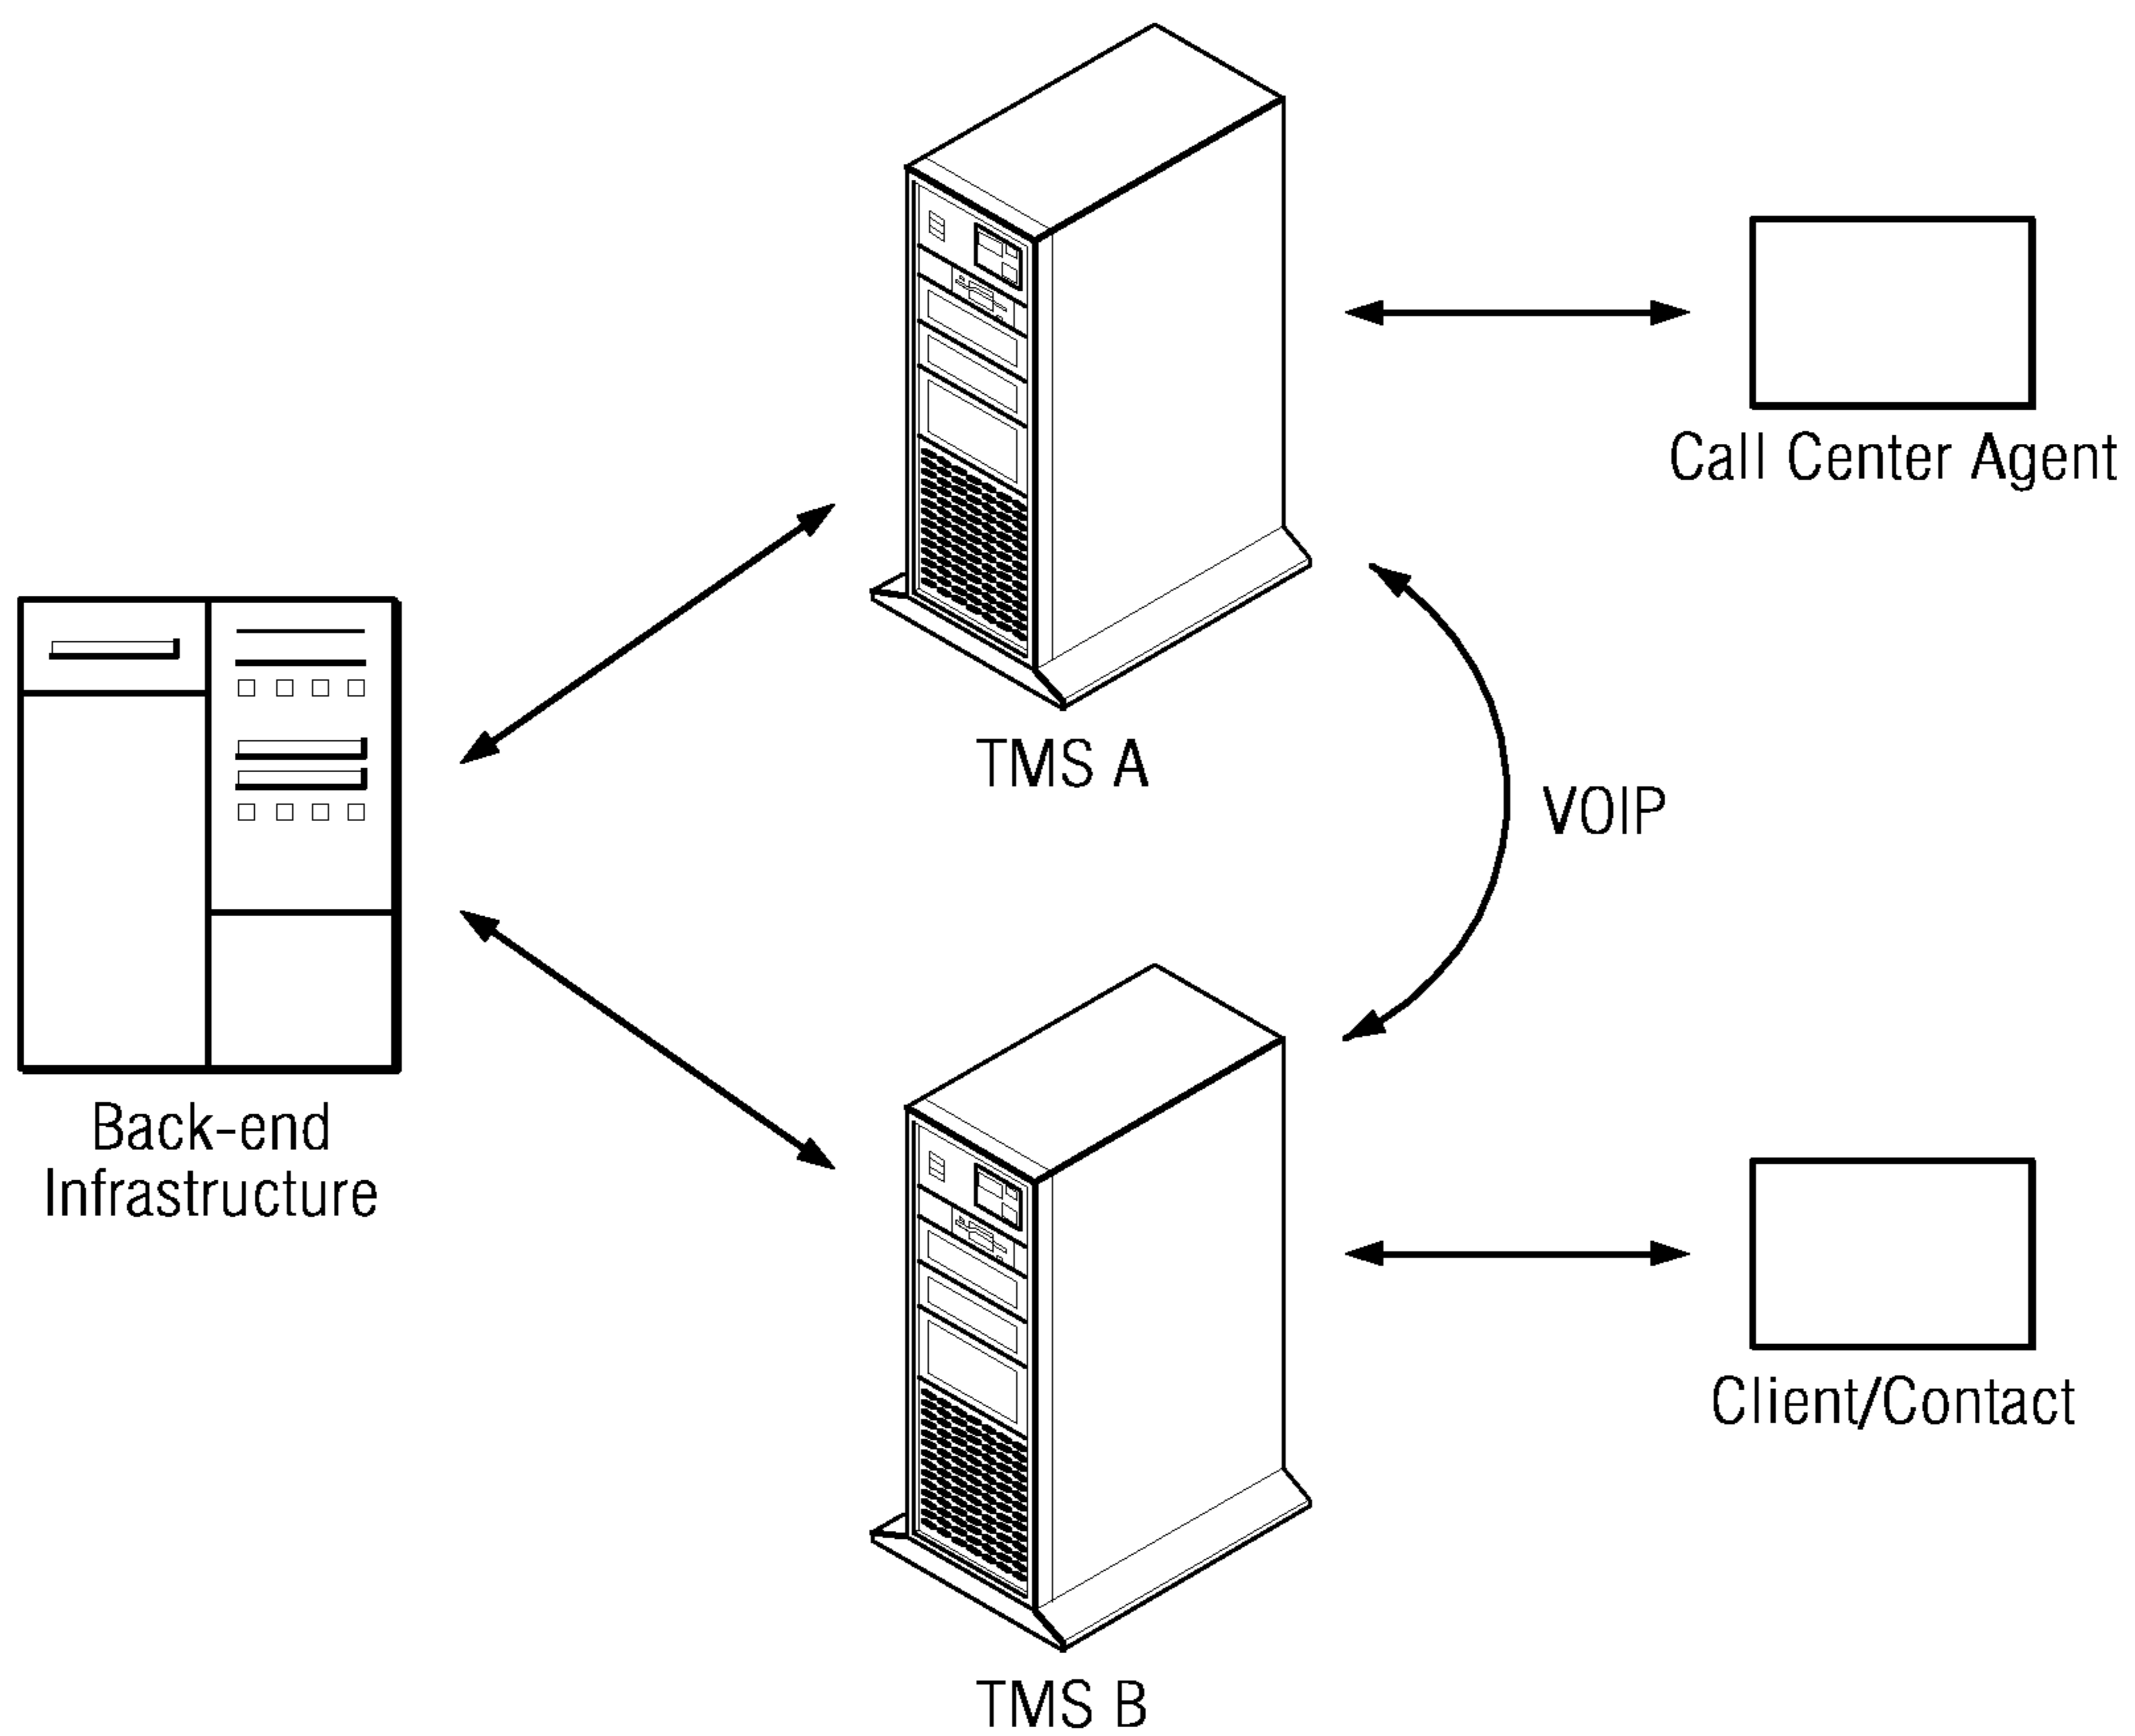 Call Center Agent
TMS A
VOIP
Back-end
Infrastructure
Client/Contact
TMS B